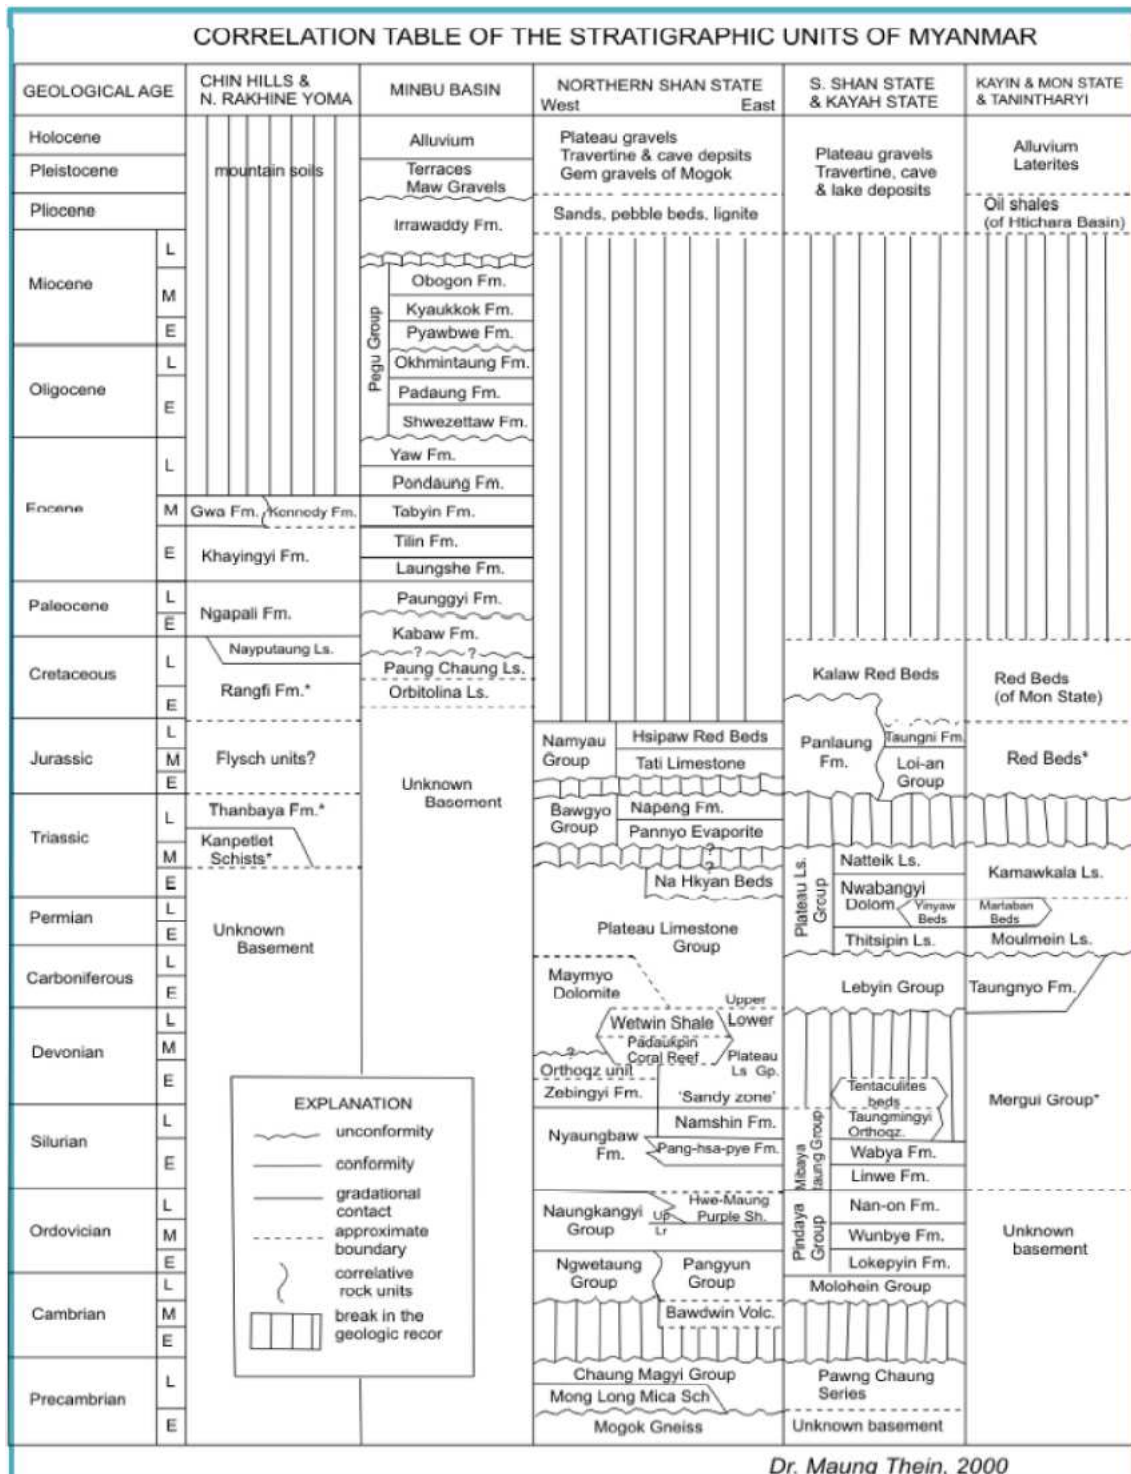 CORRELATION TABLE OF THE STRATIGRAPHIC UNITS OF MYANMAR
GEOLOGICAL AGE
CHIN HILLS &
N. RAKHINE YOMA
MINBU BASIN
NORTHERN SHAN STATE
West East
S. SHAN STATE
& KAYAH STATE
KAYIN & MON STATE
& TANINTHARYI
Holocene
Pleistocene
Pliocene
Miocene
L
M
E
Oligocene
L
E
Eocene
L
M
E
Paleocene
L
E
Cretaceous
L
E
Jurassic
L
M
E
Triassic
L
M
E
Permian
L
E
Carboniferous
L
E
Devonian
L
M
E
Silurian
L
E
Ordovician
L
M
E
Cambrian
L
M
E
Precambrian
L
E
mountain soils
Gwa Fm. Kennedy Fm.
Khayingyi Fm.
Ngapali Fm.
Nayputaung Ls.
Rangfi Fm.*
Flysch units?
Thanbaya Fm.*
Kanpetlet
Schists*
Unknown
Basement
Alluvium
Terraces
Maw Gravels
Irrawaddy Fm.
Pegu Group
Obogon Fm.
Kyaukkok Fm.
Pyawbwe Fm.
Okhmintaung Fm.
Padaung Fm.
Shwezettaw Fm.
Yaw Fm.
Pondaung Fm.
Tabyin Fm.
Tilin Fm.
Laungshe Fm.
Paunggyi Fm.
Kabaw Fm.
? ?
Paung Chaung Ls.
Orbitolina Ls.
Unknown
Basement
Plateau gravels
Travertine & cave depsits
Gem gravels of Mogok
Sands, pebble beds, lignite
Namyau
Group
Hsipaw Red Beds
Tati Limestone
Bawgyo
Group
Napeng Fm.
Pannyo Evaporite
?
?
Na Hkyan Beds
Plateau Limestone
Group
Maymyo
Dolomite
Upper
Lower
Wetwin Shale
Padaukpin
Coral Reef
Plateau
Ls Gp.
?
Orthoqz unit
Zebingyi Fm.
'Sandy zone'
Namshin Fm.
Nyaungbaw
Fm.
Pang-hsa-pye Fm.
Naungkangyi
Group
Up
Lr
Hwe-Maung
Purple Sh.
Ngwetaung
Group
Pangyun
Group
Bawdwin Volc.
Chaung Magyi Group
Mong Long Mica Sch
Mogok Gneiss
Plateau gravels
Travertine, cave
& lake deposits
Kalaw Red Beds
Panlaung
Fm.
Taungni Fm.
Loi-an
Group
Plateau Ls.
Group
Natteik Ls.
Nwabangyi
Dolom.
Yinyaw
Beds
Thitsipin Ls.
Lebyin Group
Tentaculites
beds
Taungmingyi
Orthoqz.
Mibaya
taung Group
Wabya Fm.
Linwe Fm.
Pindaya
Group
Nan-on Fm.
Wunbye Fm.
Lokepyin Fm.
Molohein Group
Pawng Chaung
Series
Unknown basement
Alluvium
Laterites
Oil shales
(of Htichara Basin)
Red Beds
(of Mon State)
Red Beds*
Kamawkala Ls.
Martaban
Beds
Moulmein Ls.
Taungnyo Fm.
Mergui Group*
Unknown
basement
EXPLANATION
unconformity
conformity
gradational
contact
approximate
boundary
correlative
rock units
break in the
geologic recor
Dr. Maung Thein, 2000